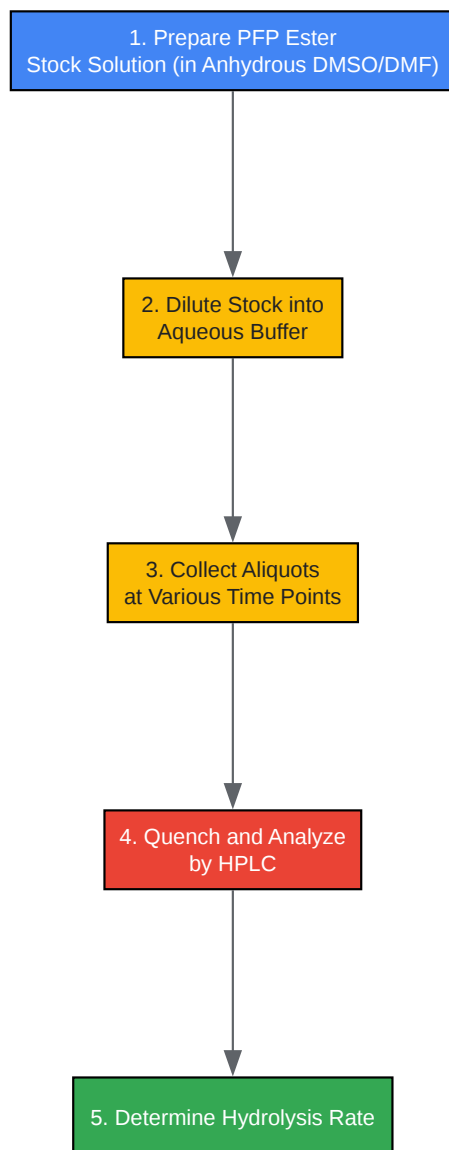 1. Prepare PFP Ester
Stock Solution (in Anhydrous DMSO/DMF)
2. Dilute Stock into
Aqueous Buffer
3. Collect Aliquots
at Various Time Points
4. Quench and Analyze
by HPLC
5. Determine Hydrolysis Rate